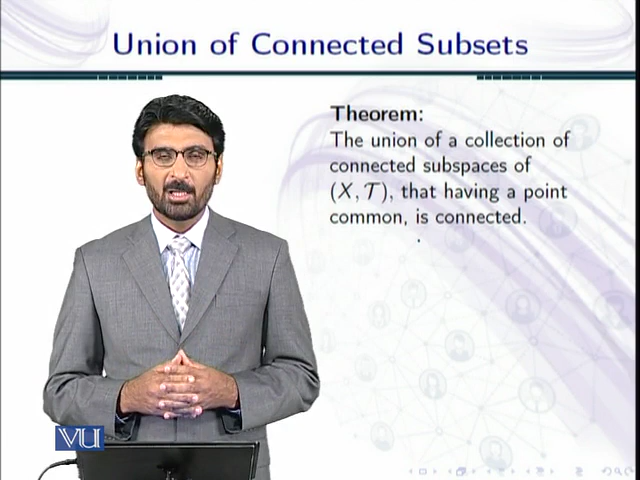 Union of Connected Subsets
Theorem:
The union of a collection of
connected subspaces of
(X, 𝒯), that having a point
common, is connected.
VU